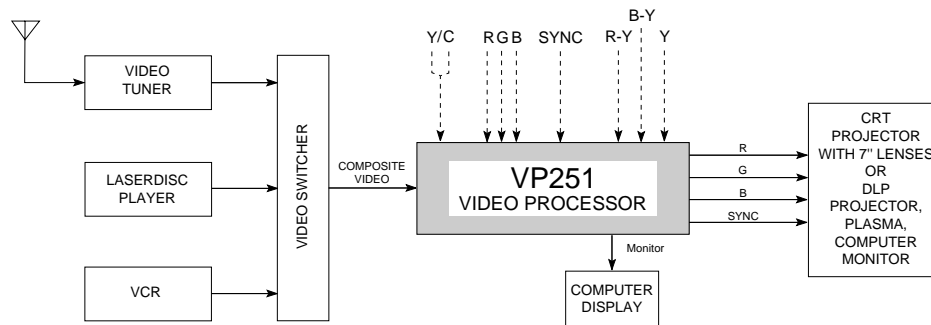 B-Y
Y/C
R G B
SYNC
R-Y
Y
VIDEO
TUNER
LASERDISC
PLAYER
VCR
VIDEO SWITCHER
COMPOSITE
VIDEO
VP251
VIDEO PROCESSOR
R
G
B
SYNC
Monitor
COMPUTER
DISPLAY
CRT
PROJECTOR
WITH 7" LENSES
OR
DLP
PROJECTOR,
PLASMA,
COMPUTER
MONITOR